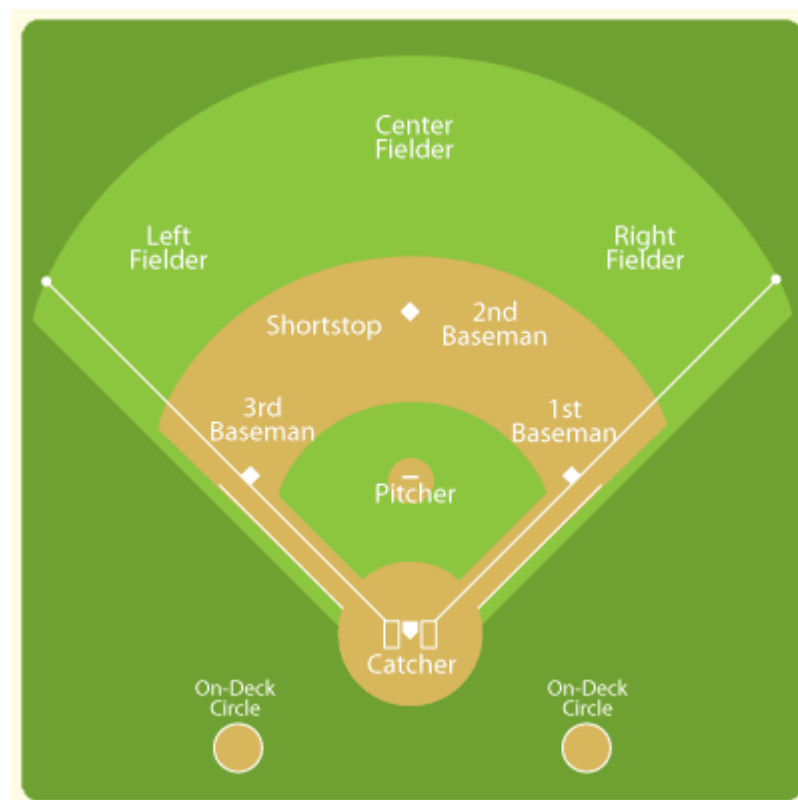 Center
Fielder
Left
Fielder
Right
Fielder
Shortstop
2nd
Baseman
3rd
Baseman
1st
Baseman
Pitcher
Catcher
On-Deck
Circle
On-Deck
Circle